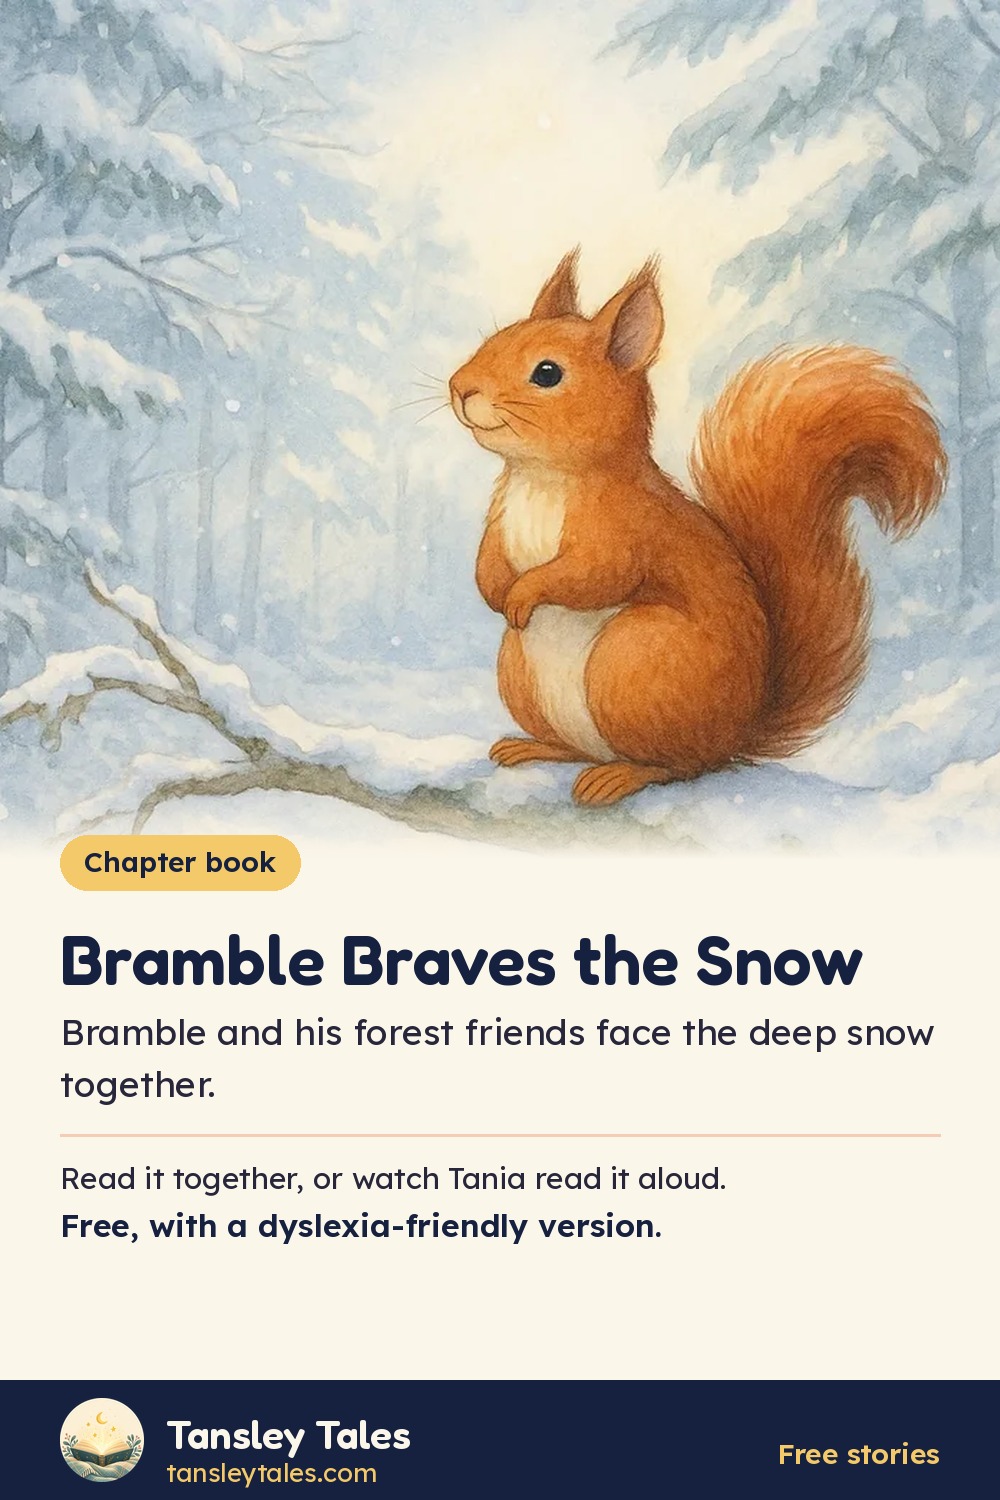 Chapter book
Bramble Braves the Snow
Bramble and his forest friends face the deep snow
together.
Read it together, or watch Tania read it aloud.
Free, with a dyslexia-friendly version.
Tansley Tales
tansleytales.com
Free stories